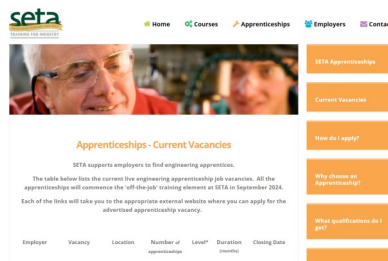 seta
TRAINING FOR INDUSTRY
Home
Courses
Apprenticeships
Employers
Contac
SETA Apprenticeships
Current Vacancies
How do I apply?
Why choose an
Apprenticeship?
What qualifications do I
get?
Apprenticeships - Current Vacancies
SETA supports employers to find engineering apprentices.
The table below lists the current live engineering apprenticeship job vacancies. All the
apprenticeships will commence the 'off-the-job' training element at SETA in September 2024.
Each of the links will take you to the appropriate external website where you can apply for the
advertised apprenticeship vacancy.
Employer Vacancy Location Number of Level* Duration Closing Date
apprenticeships (months)